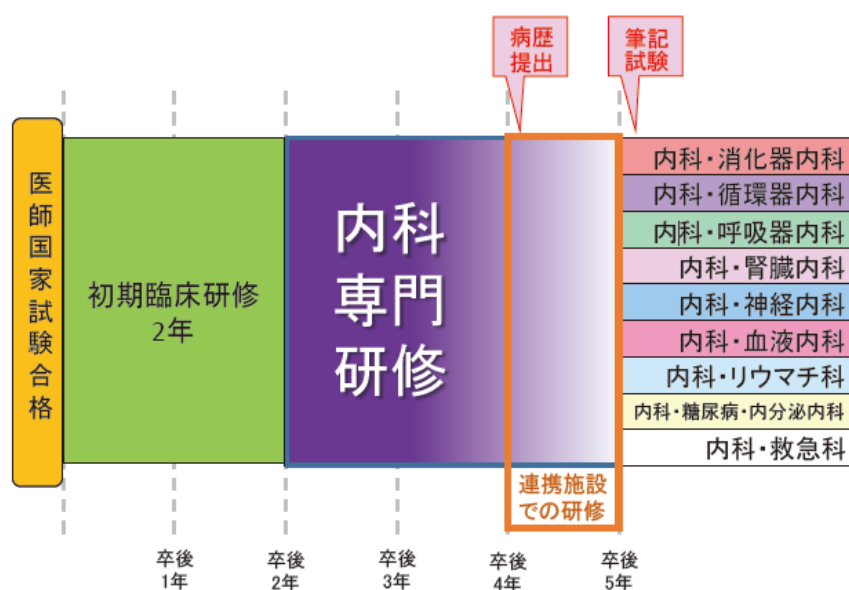 病歴
提出
筆記
試験
医師国家試験合格
初期臨床研修
2年
内科
専門
研修
内科・消化器内科
内科・循環器内科
内科・呼吸器内科
内科・腎臓内科
内科・神経内科
内科・血液内科
内科・リウマチ科
内科・糖尿病・内分泌内科
内科・救急科
連携施設
での研修
卒後
1年
卒後
2年
卒後
3年
卒後
4年
卒後
5年